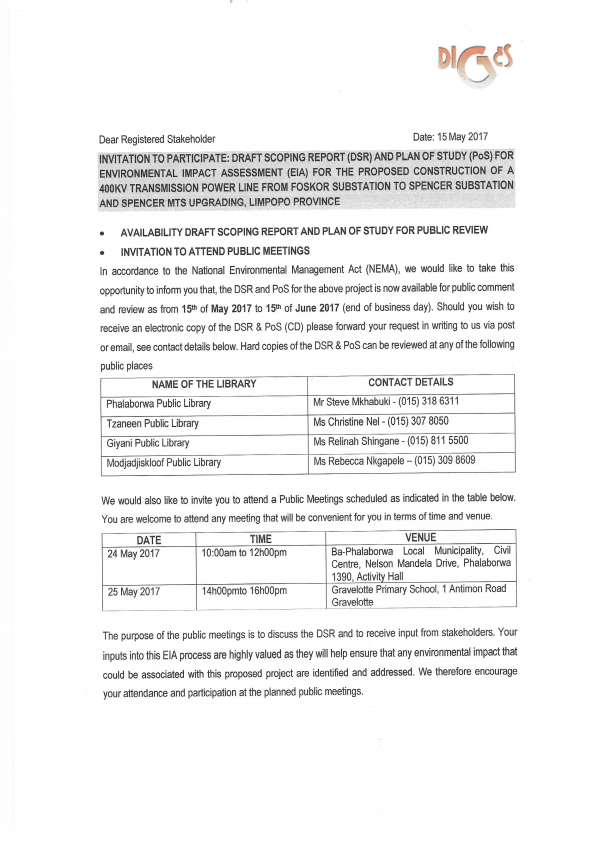 DIGES
Dear Registered Stakeholder Date: 15 May 2017
INVITATION TO PARTICIPATE: DRAFT SCOPING REPORT (DSR) AND PLAN OF STUDY (PoS) FOR
ENVIRONMENTAL IMPACT ASSESSMENT (EIA) FOR THE PROPOSED CONSTRUCTION OF A
400KV TRANSMISSION POWER LINE FROM FOSKOR SUBSTATION TO SPENCER SUBSTATION
AND SPENCER MTS UPGRADING, LIMPOPO PROVINCE
• AVAILABILITY DRAFT SCOPING REPORT AND PLAN OF STUDY FOR PUBLIC REVIEW
• INVITATION TO ATTEND PUBLIC MEETINGS
In accordance to the National Environmental Management Act (NEMA), we would like to take this
opportunity to inform you that, the DSR and PoS for the above project is now available for public comment
and review as from 15th of May 2017 to 15th of June 2017 (end of business day). Should you wish to
receive an electronic copy of the DSR & PoS (CD) please forward your request in writing to us via post
or email, see contact details below. Hard copies of the DSR & PoS can be reviewed at any of the following
public places
NAME OF THE LIBRARY CONTACT DETAILS
Phalaborwa Public Library Mr Steve Mkhabuki - (015) 318 6311
Tzaneen Public Library Ms Christine Nel - (015) 307 8050
Giyani Public Library Ms Relinah Shingane - (015) 811 5500
Modjadjiskloof Public Library Ms Rebecca Nkgapele – (015) 309 8609
We would also like to invite you to attend a Public Meetings scheduled as indicated in the table below.
You are welcome to attend any meeting that will be convenient for you in terms of time and venue.
DATE TIME VENUE
24 May 2017 10:00am to 12h00pm Ba-Phalaborwa Local Municipality, Civil
Centre, Nelson Mandela Drive, Phalaborwa
1390, Activity Hall
25 May 2017 14h00pmto 16h00pm Gravelotte Primary School, 1 Antimon Road
Gravelotte
The purpose of the public meetings is to discuss the DSR and to receive input from stakeholders. Your
inputs into this EIA process are highly valued as they will help ensure that any environmental impact that
could be associated with this proposed project are identified and addressed. We therefore encourage
your attendance and participation at the planned public meetings.